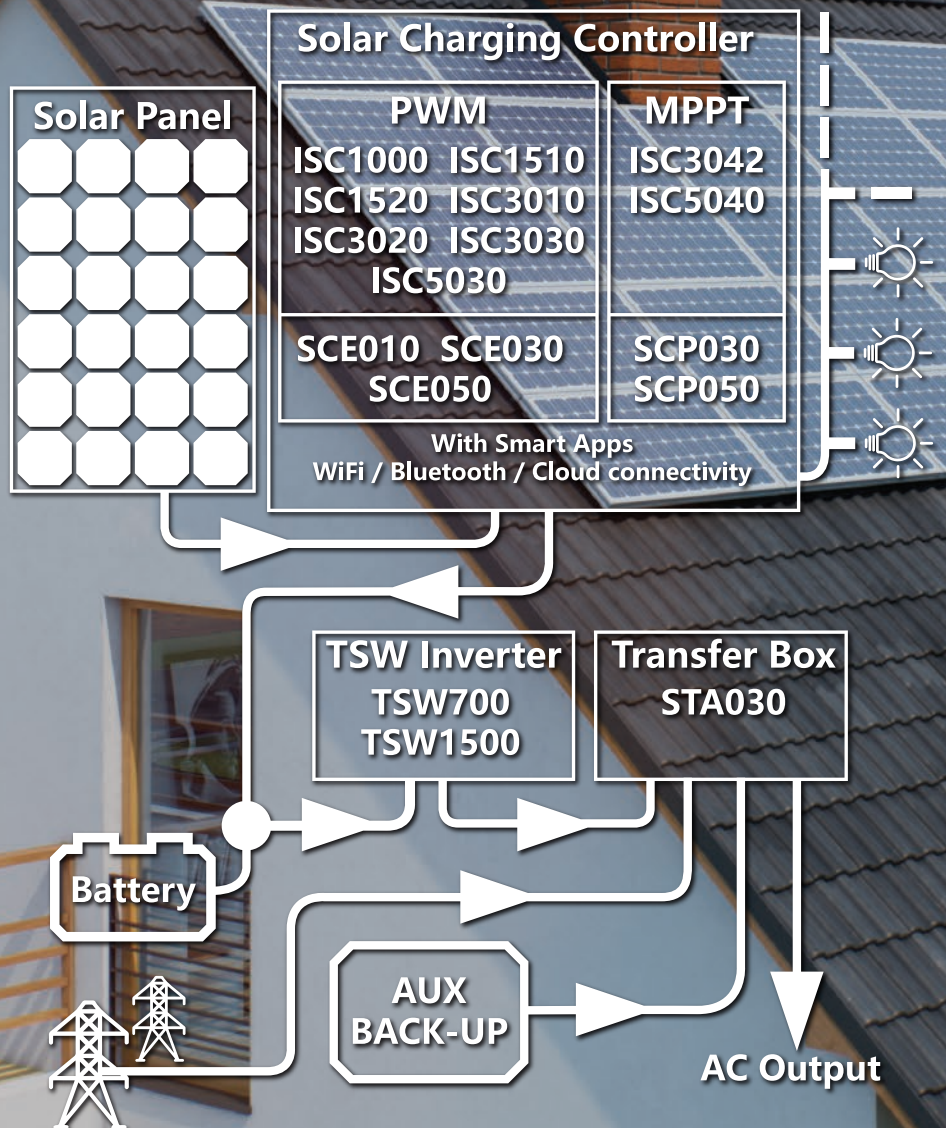 Solar Charging Controller
Solar Panel
PWM
ISC1000 ISC1510
ISC1520 ISC3010
ISC3020 ISC3030
ISC5030
MPPT
ISC3042
ISC5040
SCE010 SCE030
SCE050
SCP030
SCP050
With Smart Apps
WiFi / Bluetooth / Cloud connectivity
TSW Inverter
TSW700
TSW1500
Transfer Box
STA030
Battery
AUX
BACK-UP
AC Output